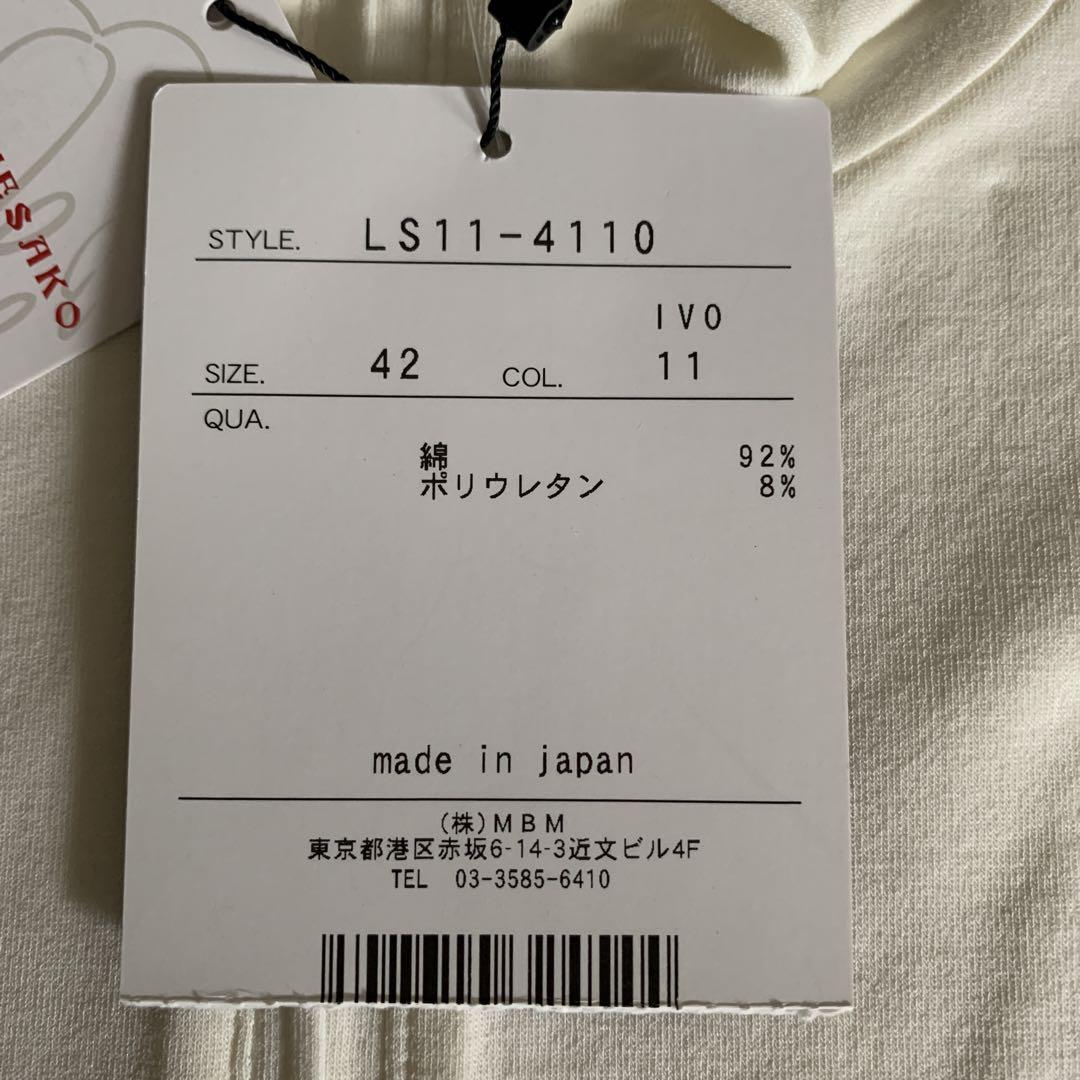 ESAKO
STYLE. LS11-4110
IVO
SIZE. 42 COL. 11
QUA.
綿 92%
ポリウレタン 8%
made in japan
(株)MBM
東京都港区赤坂6-14-3近文ビル4F
TEL 03-3585-6410